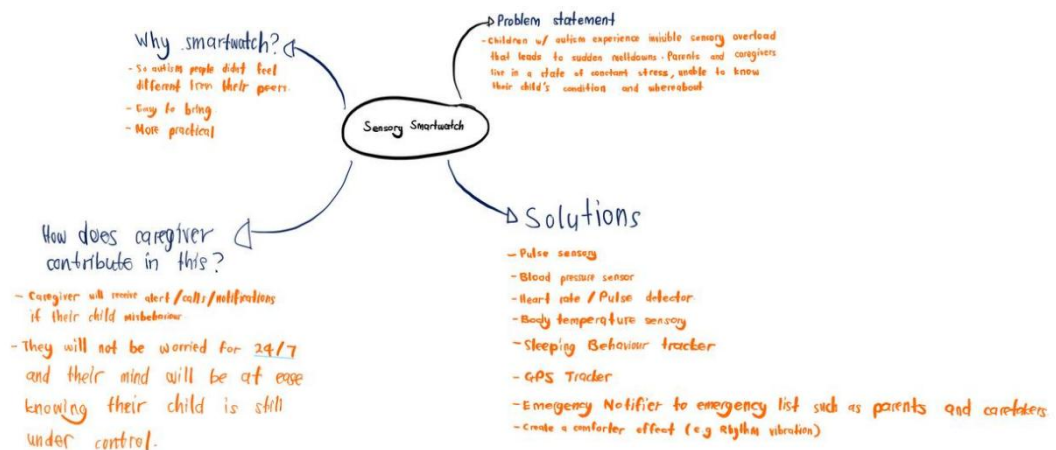 Sensory Smartwatch
Why smartwatch?
- So autism people didn't feel
different from their peers.
- Easy to bring
- More practical
Problem statement
- Children w/ autism experience invisible sensory overload
that leads to sudden meltdowns. Parents and caregivers
live in a state of constant stress, unable to know
their child's condition and whereabout
How does caregiver
contribute in this?
- Caregiver will receive alert/calls/notifications
if their child misbehaviour
- They will not be worried for 24/7
and their mind will be at ease
knowing their child is still
under control.
Solutions
- Pulse sensory
- Blood pressure sensor
- Heart rate / Pulse detector
- Body temperature sensory
- Sleeping Behaviour tracker
- GPS Tracker
- Emergency Notifier to emergency list such as parents and caretakers
- Create a comforter effect (e.g Rhythm vibration)